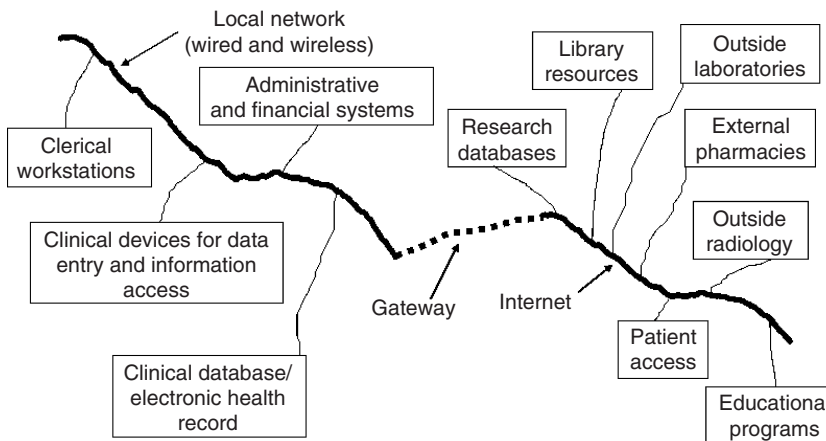 Local network
(wired and wireless)
Administrative
and financial systems
Clerical
workstations
Clinical devices for data
entry and information
access
Clinical database/
electronic health
record
Gateway
Research
databases
Library
resources
Outside
laboratories
External
pharmacies
Outside
radiology
Internet
Patient
access
Educational
programs